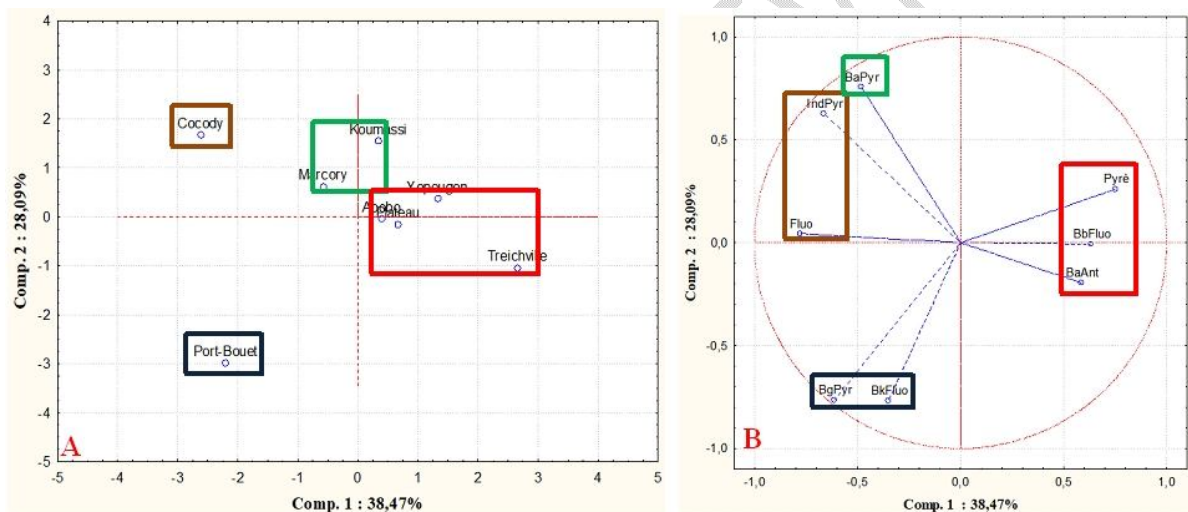 4
3
2
1
0
-1
-2
-3
-4
-5
-5
-4
-3
-2
-1
0
1
2
3
4
5
Comp. 2 : 28,09%
Comp. 1 : 38,47%
Cocody
Koumassi
Marcory
Yopougon
Abobo
Plateau
Treichville
Port-Bouet
A
1,0
0,5
0,0
-0,5
-1,0
-1,0
-0,5
0,0
0,5
1,0
Comp. 2 : 28,09%
Comp. 1 : 38,47%
BaPyr
IndPyr
Pyrè
Fluo
BbFluo
BaAnt
BgPyr
BkFluo
B